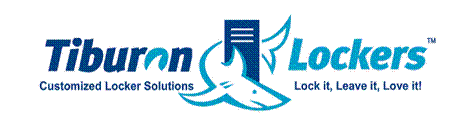 Tiburon Lockers™
Customized Locker Solutions Lock it, Leave it, Love it!